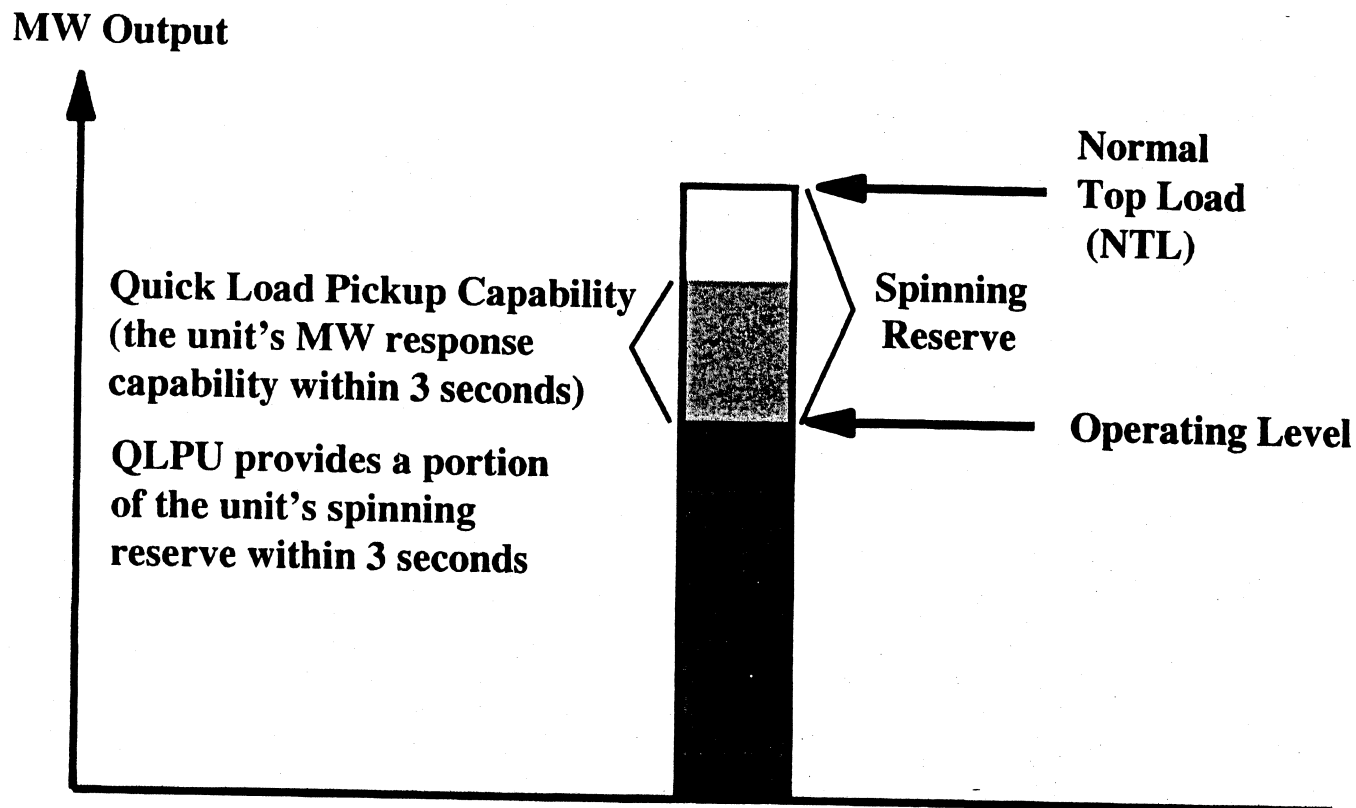 MW Output
Normal
Top Load
(NTL)
Quick Load Pickup Capability
(the unit's MW response
capability within 3 seconds)
Spinning
Reserve
Operating Level
QLPU provides a portion
of the unit's spinning
reserve within 3 seconds